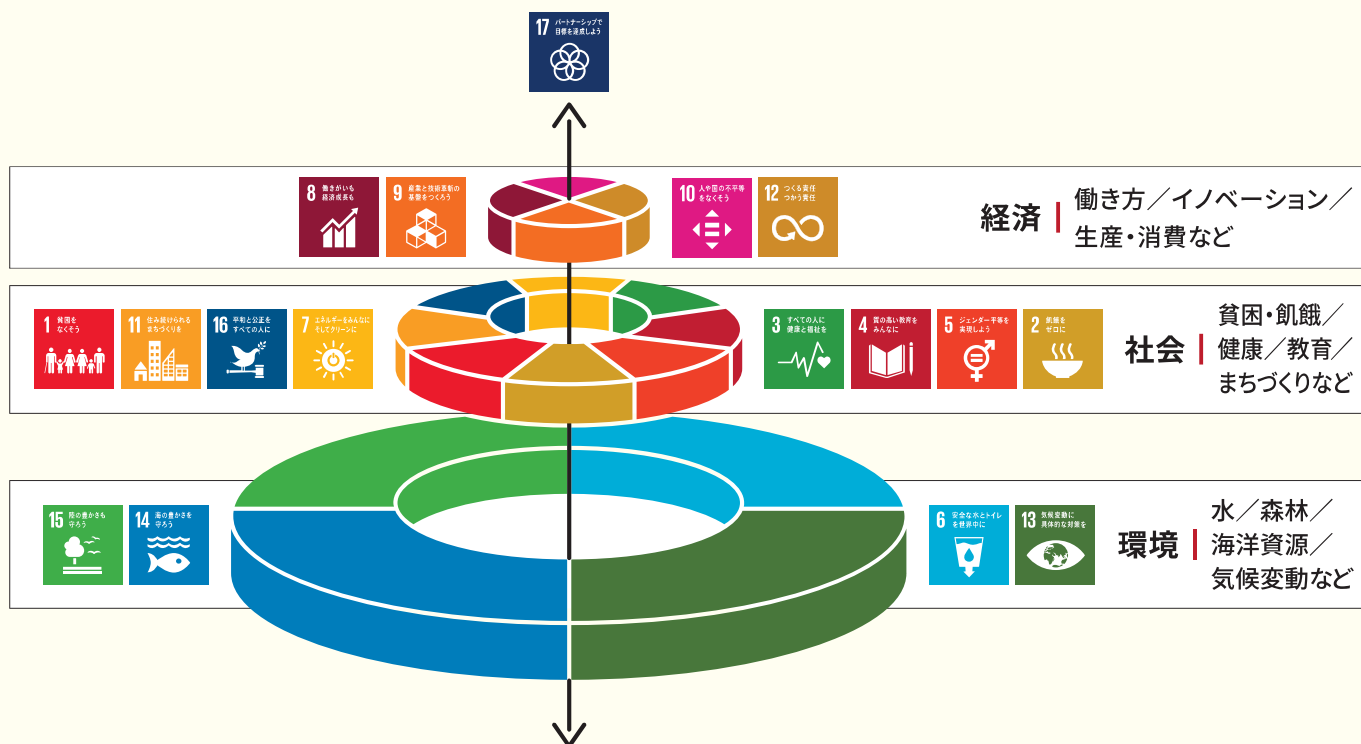 17 パートナーシップで
目標を達成しよう
8 働きがいも
経済成長も
9 産業と技術革新の
基盤をつくろう
10 人や国の不平等
をなくそう
12 つくる責任
つかう責任
経済
働き方／イノベーション／
生産・消費など
1 貧困を
なくそう
11 住み続けられる
まちづくりを
16 平和と公正を
すべての人に
7 エネルギーをみんなに
そしてクリーンに
3 すべての人に
健康と福祉を
4 質の高い教育を
みんなに
5 ジェンダー平等を
実現しよう
2 飢餓を
ゼロに
社会
貧困・飢餓／
健康／教育／
まちづくりなど
15 陸の豊かさも
守ろう
14 海の豊かさを
守ろう
6 安全な水とトイレ
を世界中に
13 気候変動に
具体的な対策を
環境
水／森林／
海洋資源／
気候変動など